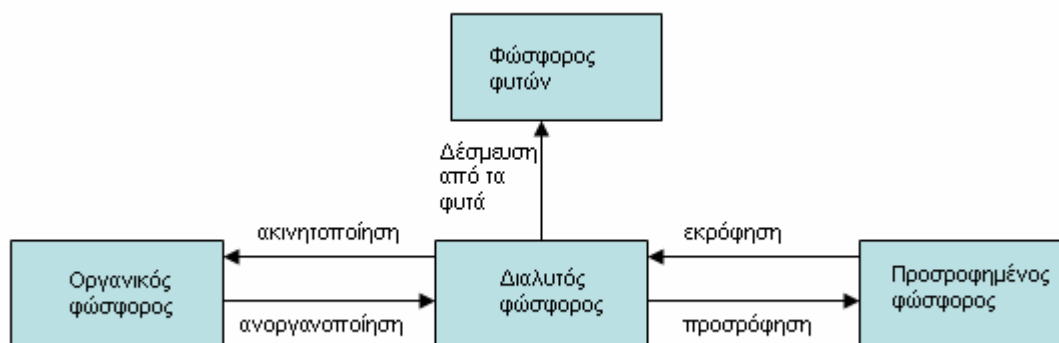 Φώσφορος
φυτών
Δέσμευση
από τα
φυτά
ακινητοποίηση
εκρόφηση
Οργανικός
φώσφορος
Διαλυτός
φώσφορος
Προσροφημένος
φώσφορος
ανοργανοποίηση
προσρόφηση